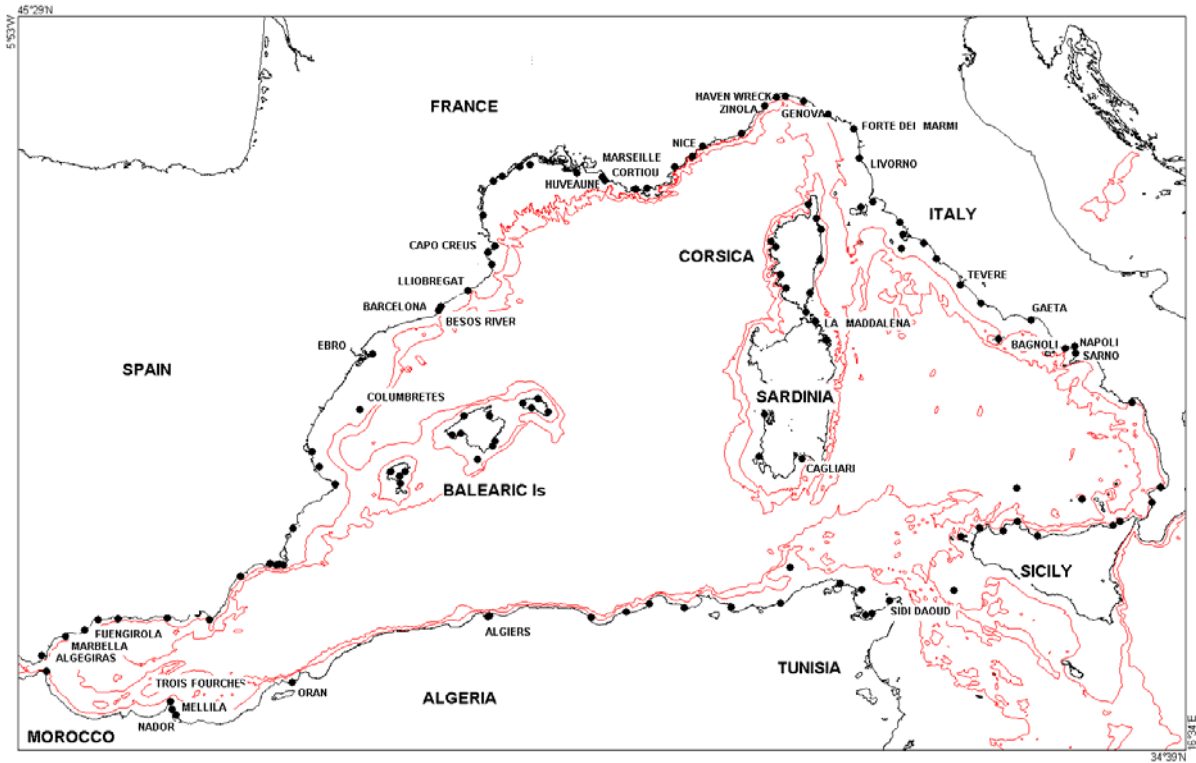 45°29'N
5°53'W
FRANCE
HAVEN WRECK
ZINOLA
GENOVA
FORTE DEI MARMI
NICE
MARSEILLE
CORTIOU
HUVEAUNE
LIVORNO
ITALY
CAPO CREUS
CORSICA
LLIOBREGAT
TEVERE
BARCELONA
BESOS RIVER
GAETA
LA MADDALENA
EBRO
BAGNOLI
NAPOLI
SARNO
SPAIN
COLUMBRETES
SARDINIA
CAGLIARI
BALEARIC Is
SICILY
SIDI DAOUD
ALGIERS
FUENGIROLA
MARBELLA
ALGEGIRAS
TUNISIA
TROIS FOURCHES
ORAN
ALGERIA
MELLILA
NADOR
MOROCCO
16°34'E
34°39'N